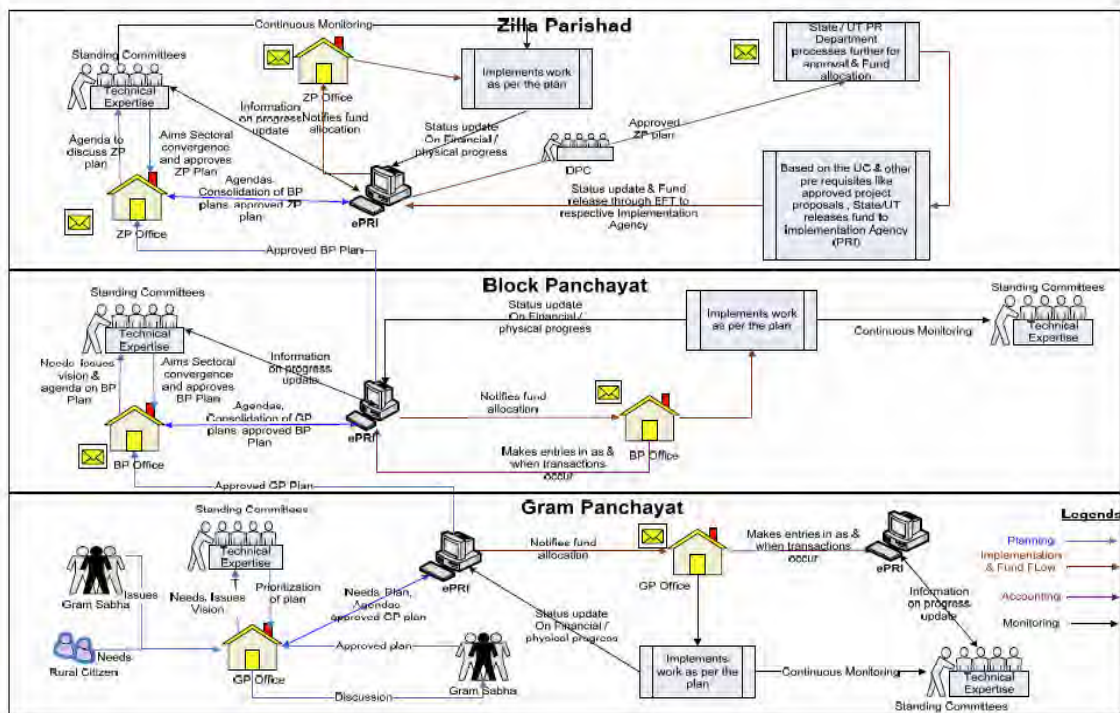 Zilla Parishad
Continuous Monitoring
Standing Committees
Technical
Expertise
ZP Office
Implements work
as per the plan
State / UT PR
Department
processes further for
approval & Fund
allocation
Information
on progress
update
Notifies fund
allocation
Status update
On Financial /
physical progress
Approved
ZP plan
DPC
Agenda to
discuss ZP
plan
Aims Sectoral
convergence
and approves
ZP Plan
Agendas,
Consolidation of BP
plans, approved ZP
plan
ePRI
Status update & Fund
release through EFT to
respective Implementation
Agency
Based on the UC & other
pre requisites like
approved project
proposals , State/UT
releases fund to
Implementation Agency
(PRI)
ZP Office
Approved BP Plan
Block Panchayat
Standing Committees
Technical
Expertise
Status update
On Financial /
physical progress
Implements work
as per the plan
Continuous Monitoring
Standing Committees
Technical
Expertise
Needs, Issues
vision &
agenda on BP
Plan
Aims Sectoral
convergence
and approves
BP Plan
Information
on progress
update
Agendas,
Consolidation of GP
plans, approved BP
Plan
ePRI
Notifies fund
allocation
BP Office
Makes entries in as &
when transactions
occur
BP Office
Approved GP Plan
Gram Panchayat
Standing Committees
Technical
Expertise
Gram Sabha
Issues
Needs, Issues
Vision
Prioritization
of plan
Rural Citizen
Needs
GP Office
Needs, Plan,
Agendas,
approved GP plan
ePRI
Approved plan
Discussion
Gram Sabha
Notifies fund
allocation
GP Office
Makes entries in as &
when transactions
occur
ePRI
Status update
On Financial /
physical progress
Implements
work as per the
plan
Continuous Monitoring
Information
on progress
update
Technical
Expertise
Standing Committees
Legends
Planning
Implementation
& Fund FLow
Accounting
Monitoring